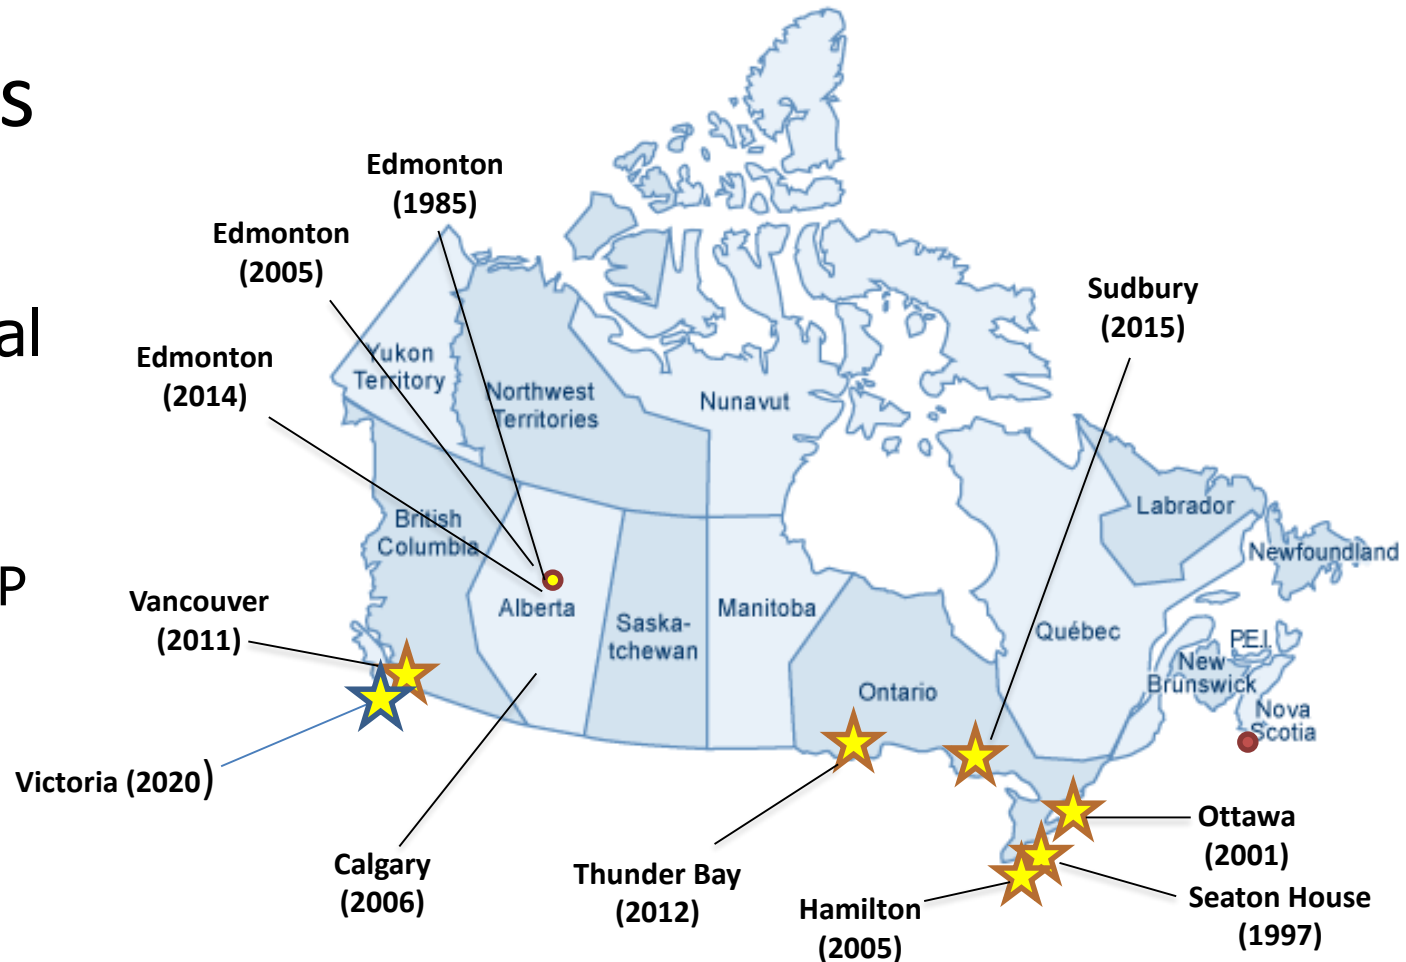 s
al
P
Edmonton
(1985)
Edmonton
(2005)
Edmonton
(2014)
Sudbury
(2015)
Yukon
Territory
Northwest
Territories
Nunavut
British
Columbia
Alberta
Saska-
tchewan
Manitoba
Ontario
Québec
Labrador
Newfoundland
P.E.I.
New
Brunswick
Nova
Scotia
Vancouver
(2011)
Victoria (2020)
Calgary
(2006)
Thunder Bay
(2012)
Hamilton
(2005)
Ottawa
(2001)
Seaton House
(1997)